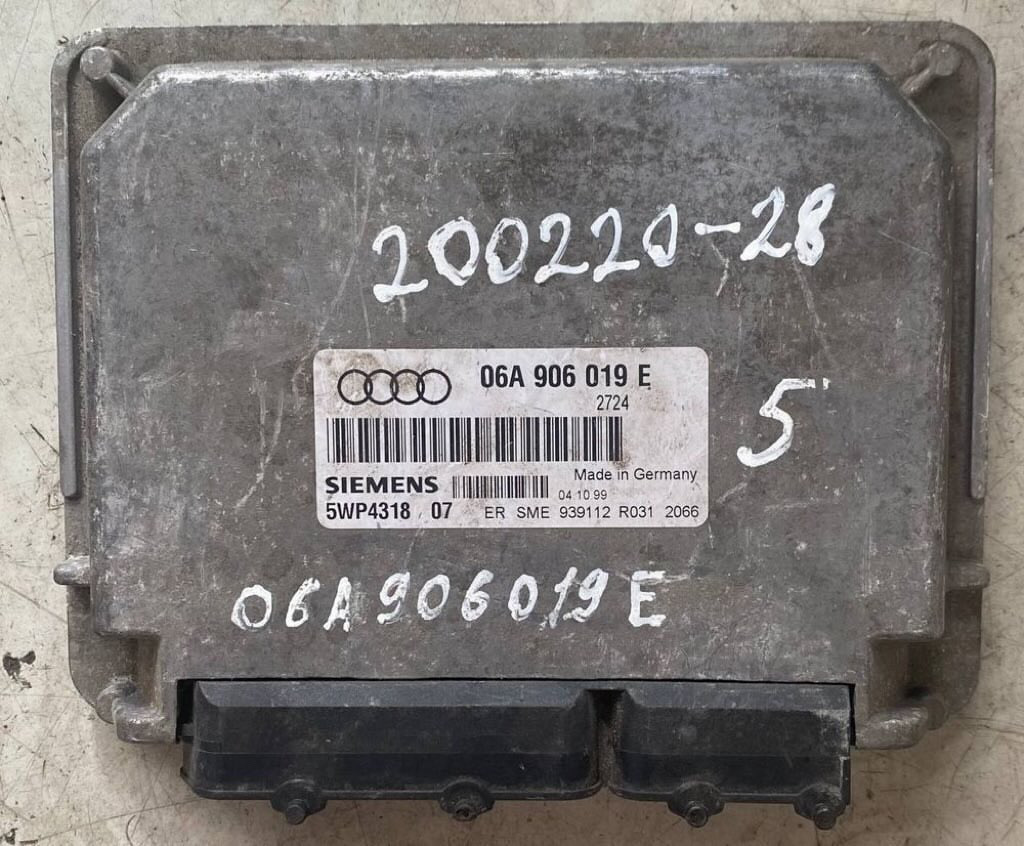 200220-28
06A 906 019 E
2724
5
Made in Germany
SIEMENS
04 10 99
5WP4318 07 ER SME 939112 R031 2066
06A906019E